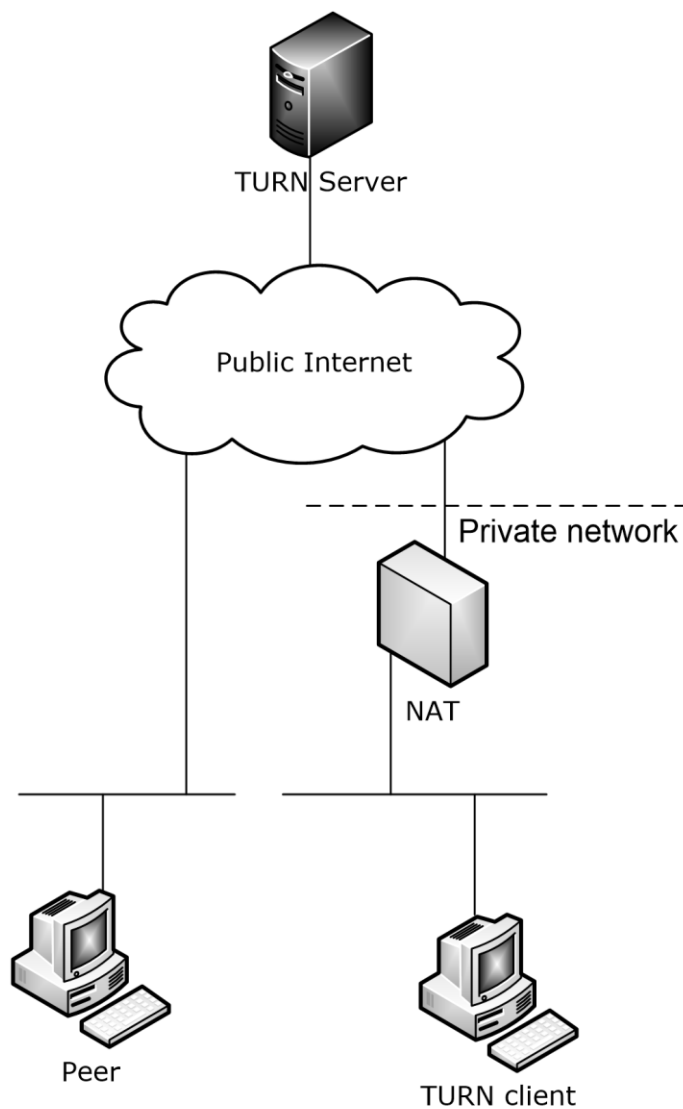 TURN Server
Public Internet
Private network
NAT
Peer
TURN client